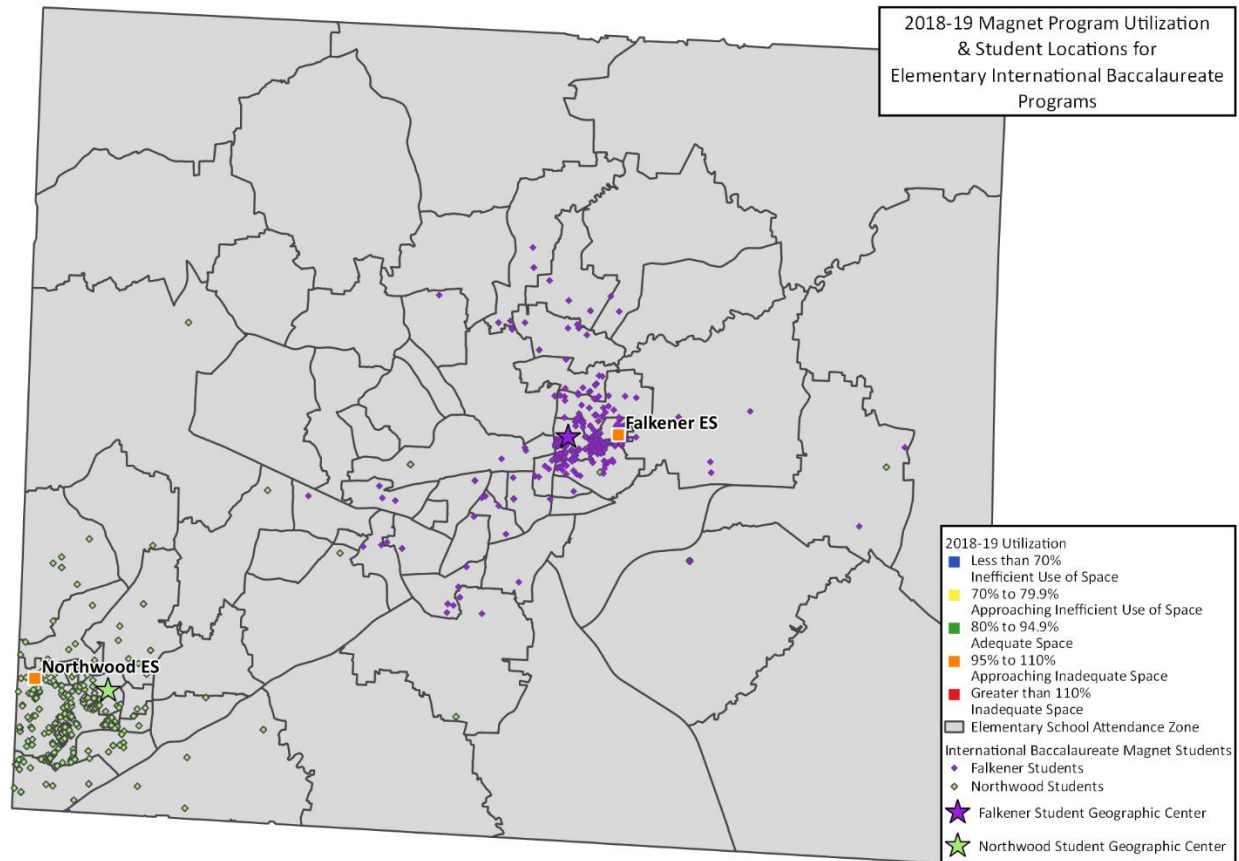 2018-19 Magnet Program Utilization
& Student Locations for
Elementary International Baccalaureate
Programs
Falkener ES
Northwood ES
2018-19 Utilization
Less than 70%
Inefficient Use of Space
70% to 79.9%
Approaching Inefficient Use of Space
80% to 94.9%
Adequate Space
95% to 110%
Approaching Inadequate Space
Greater than 110%
Inadequate Space
Elementary School Attendance Zone
International Baccalaureate Magnet Students
Falkener Students
Northwood Students
Falkener Student Geographic Center
Northwood Student Geographic Center